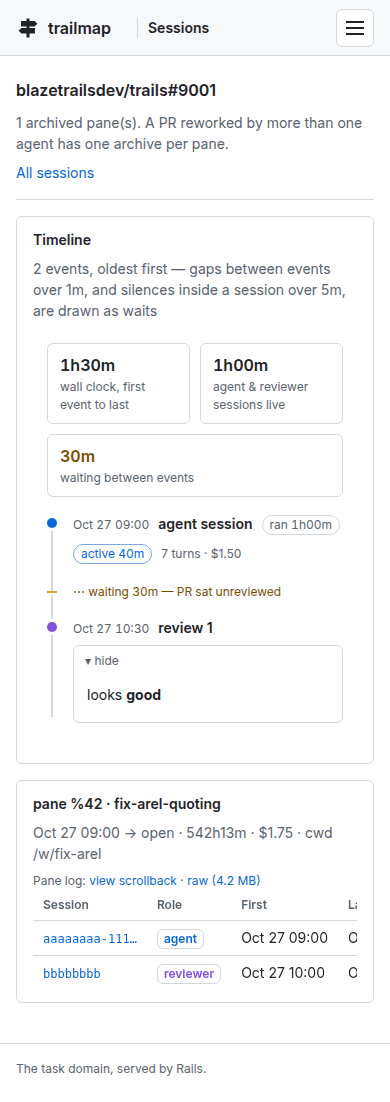 trailmap
Sessions
blazetrailsdev/trails#9001
1 archived pane(s). A PR reworked by more than one
agent has one archive per pane.
All sessions
Timeline
2 events, oldest first — gaps between events
over 1m, and silences inside a session over 5m,
are drawn as waits
1h30m
wall clock, first
event to last
1h00m
agent & reviewer
sessions live
30m
waiting between events
Oct 27 09:00 agent session ran 1h00m
active 40m 7 turns · $1.50
··· waiting 30m — PR sat unreviewed
Oct 27 10:30 review 1
▾ hide
looks good
pane %42 · fix-arel-quoting
Oct 27 09:00 → open · 542h13m · $1.75 · cwd
/w/fix-arel
Pane log: view scrollback · raw (4.2 MB)
Session Role First
aaaaaaaa-111… agent Oct 27 09:00
bbbbbbbb reviewer Oct 27 10:00
The task domain, served by Rails.